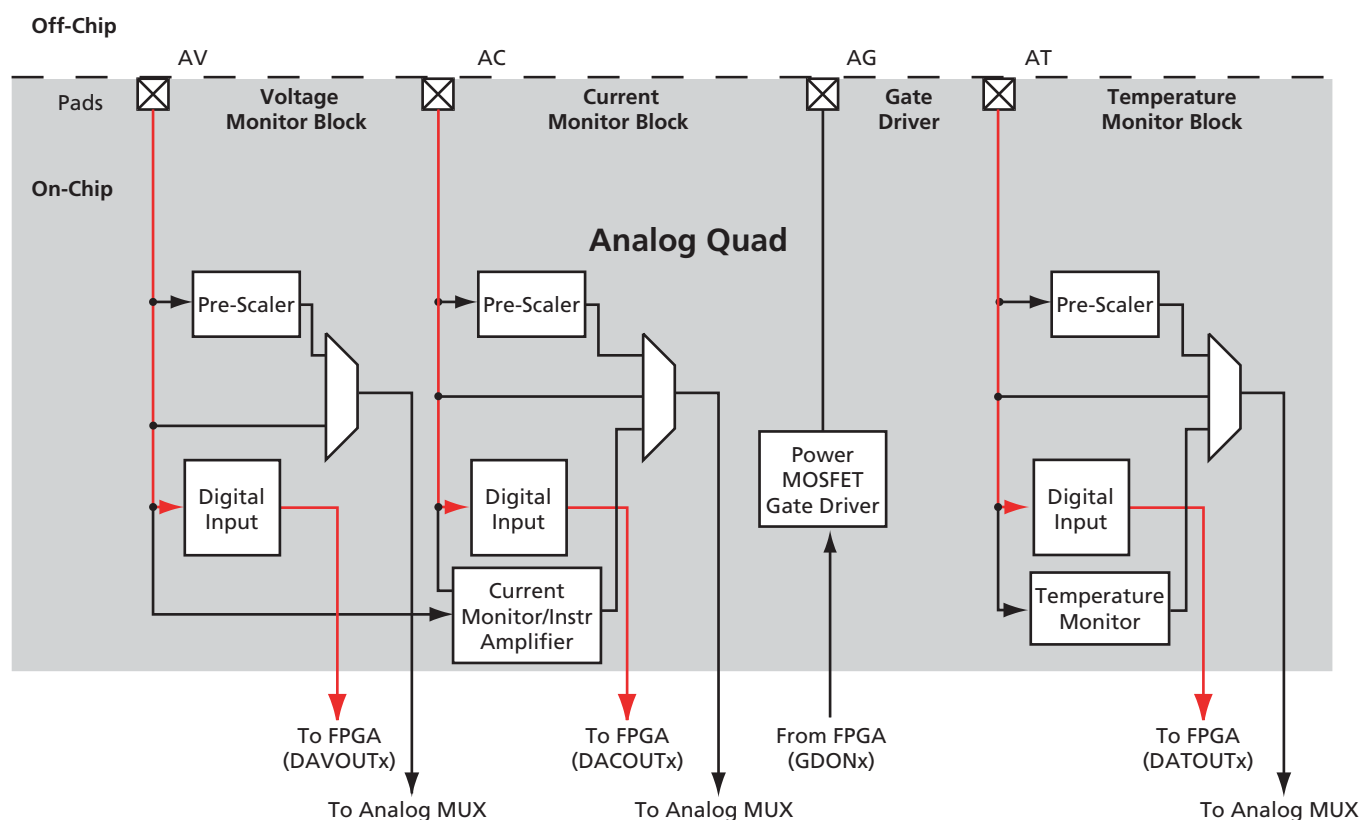 Off-Chip
AV
AC
AG
AT
Pads
Voltage
Monitor Block
Current
Monitor Block
Gate
Driver
Temperature
Monitor Block
On-Chip
Analog Quad
Pre-Scaler
Pre-Scaler
Pre-Scaler
Digital
Input
Digital
Input
Power
MOSFET
Gate Driver
Digital
Input
Current
Monitor/Instr
Amplifier
Temperature
Monitor
To FPGA
(DAVOUTx)
To FPGA
(DACOUTx)
From FPGA
(GDONx)
To FPGA
(DATOUTx)
To Analog MUX
To Analog MUX
To Analog MUX